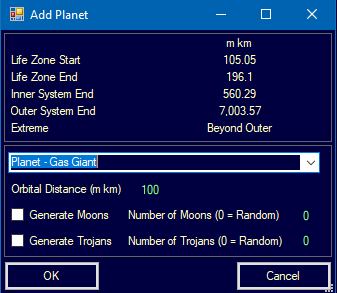 Add Planet
m km
Life Zone Start 105.05
Life Zone End 196.1
Inner System End 560.29
Outer System End 7,003.57
Extreme Beyond Outer
Planet - Gas Giant
Orbital Distance (m km) 100
Generate Moons Number of Moons (0 = Random) 0
Generate Trojans Number of Trojans (0 = Random) 0
OK Cancel